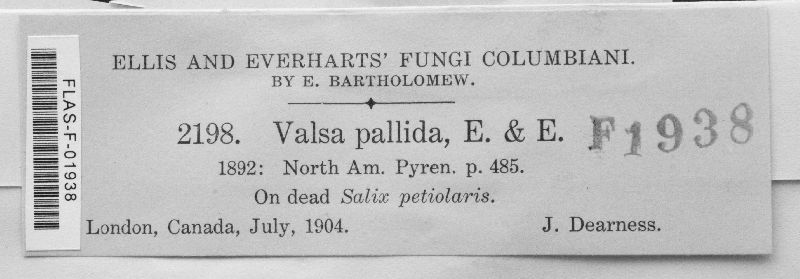 ELLIS AND EVERHARTS' FUNGI COLUMBIANI.
BY E. BARTHOLOMEW.
2198. Valsa pallida, E. & E. F1938
1892: North Am. Pyren. p. 485.
On dead Salix petiolaris.
London, Canada, July, 1904. J. Dearness.
FLAS-F-01938